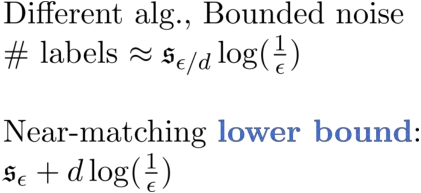 Different alg., Bounded noise
# labels ≈ 𝔰_{ϵ/d} log(1/ϵ)
Near-matching lower bound:
𝔰_ϵ + d log(1/ϵ)